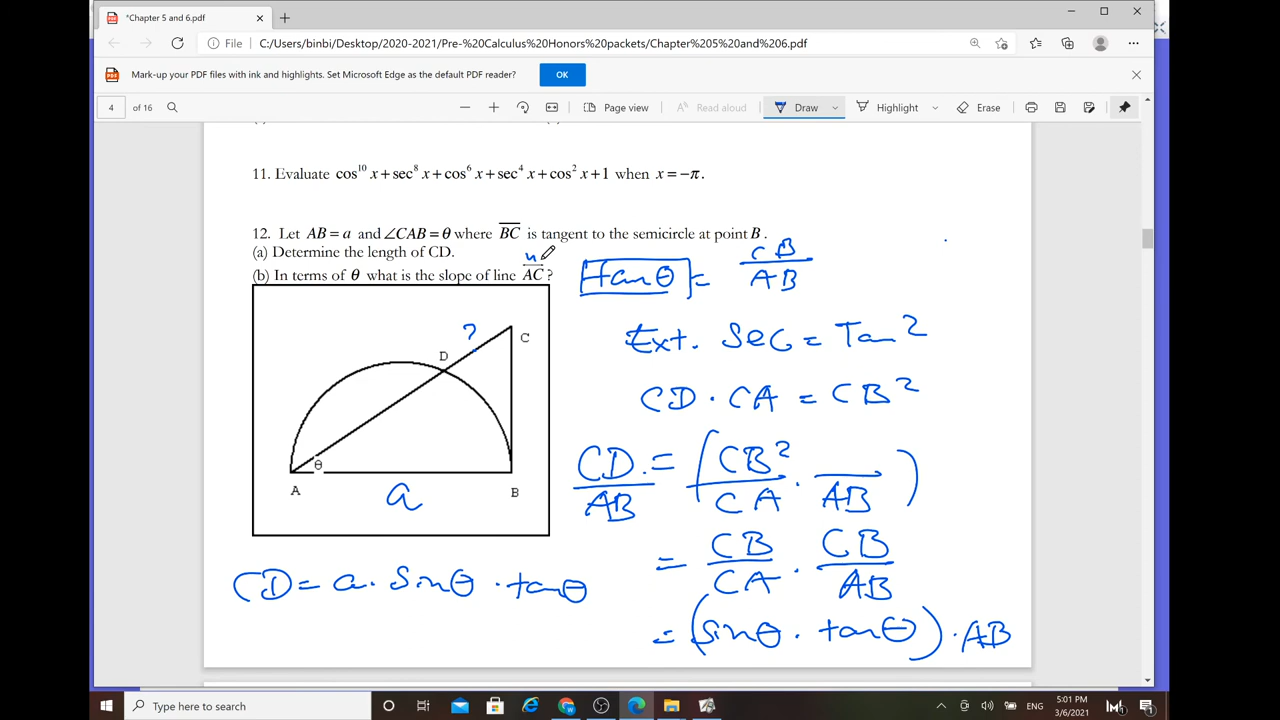 *Chapter 5 and 6.pdf
File C:/Users/binbi/Desktop/2020-2021/Pre-%20Calculus%20Honors%20packets/Chapter%205%20and%206.pdf
Mark-up your PDF files with ink and highlights. Set Microsoft Edge as the default PDF reader? OK
4 of 16 Page view Read aloud Draw Highlight Erase
11. Evaluate cos¹⁰ x + sec⁸ x + cos⁶ x + sec⁴ x + cos² x + 1 when x = −π.
12. Let AB = a and ∠CAB = θ where BC is tangent to the semicircle at point B.
(a) Determine the length of CD.
(b) In terms of θ what is the slope of line AC?
tanθ = CB/AB
Ext. Sec = Tan²
CD · CA = CB²
CD/AB = (CB²/CA · /AB)
= CB/CA · CB/AB
= (sinθ · tanθ) · AB
?
C
D
θ
A
B
a
CD = a · sinθ · tanθ
Type here to search
ENG
5:01 PM
3/6/2021